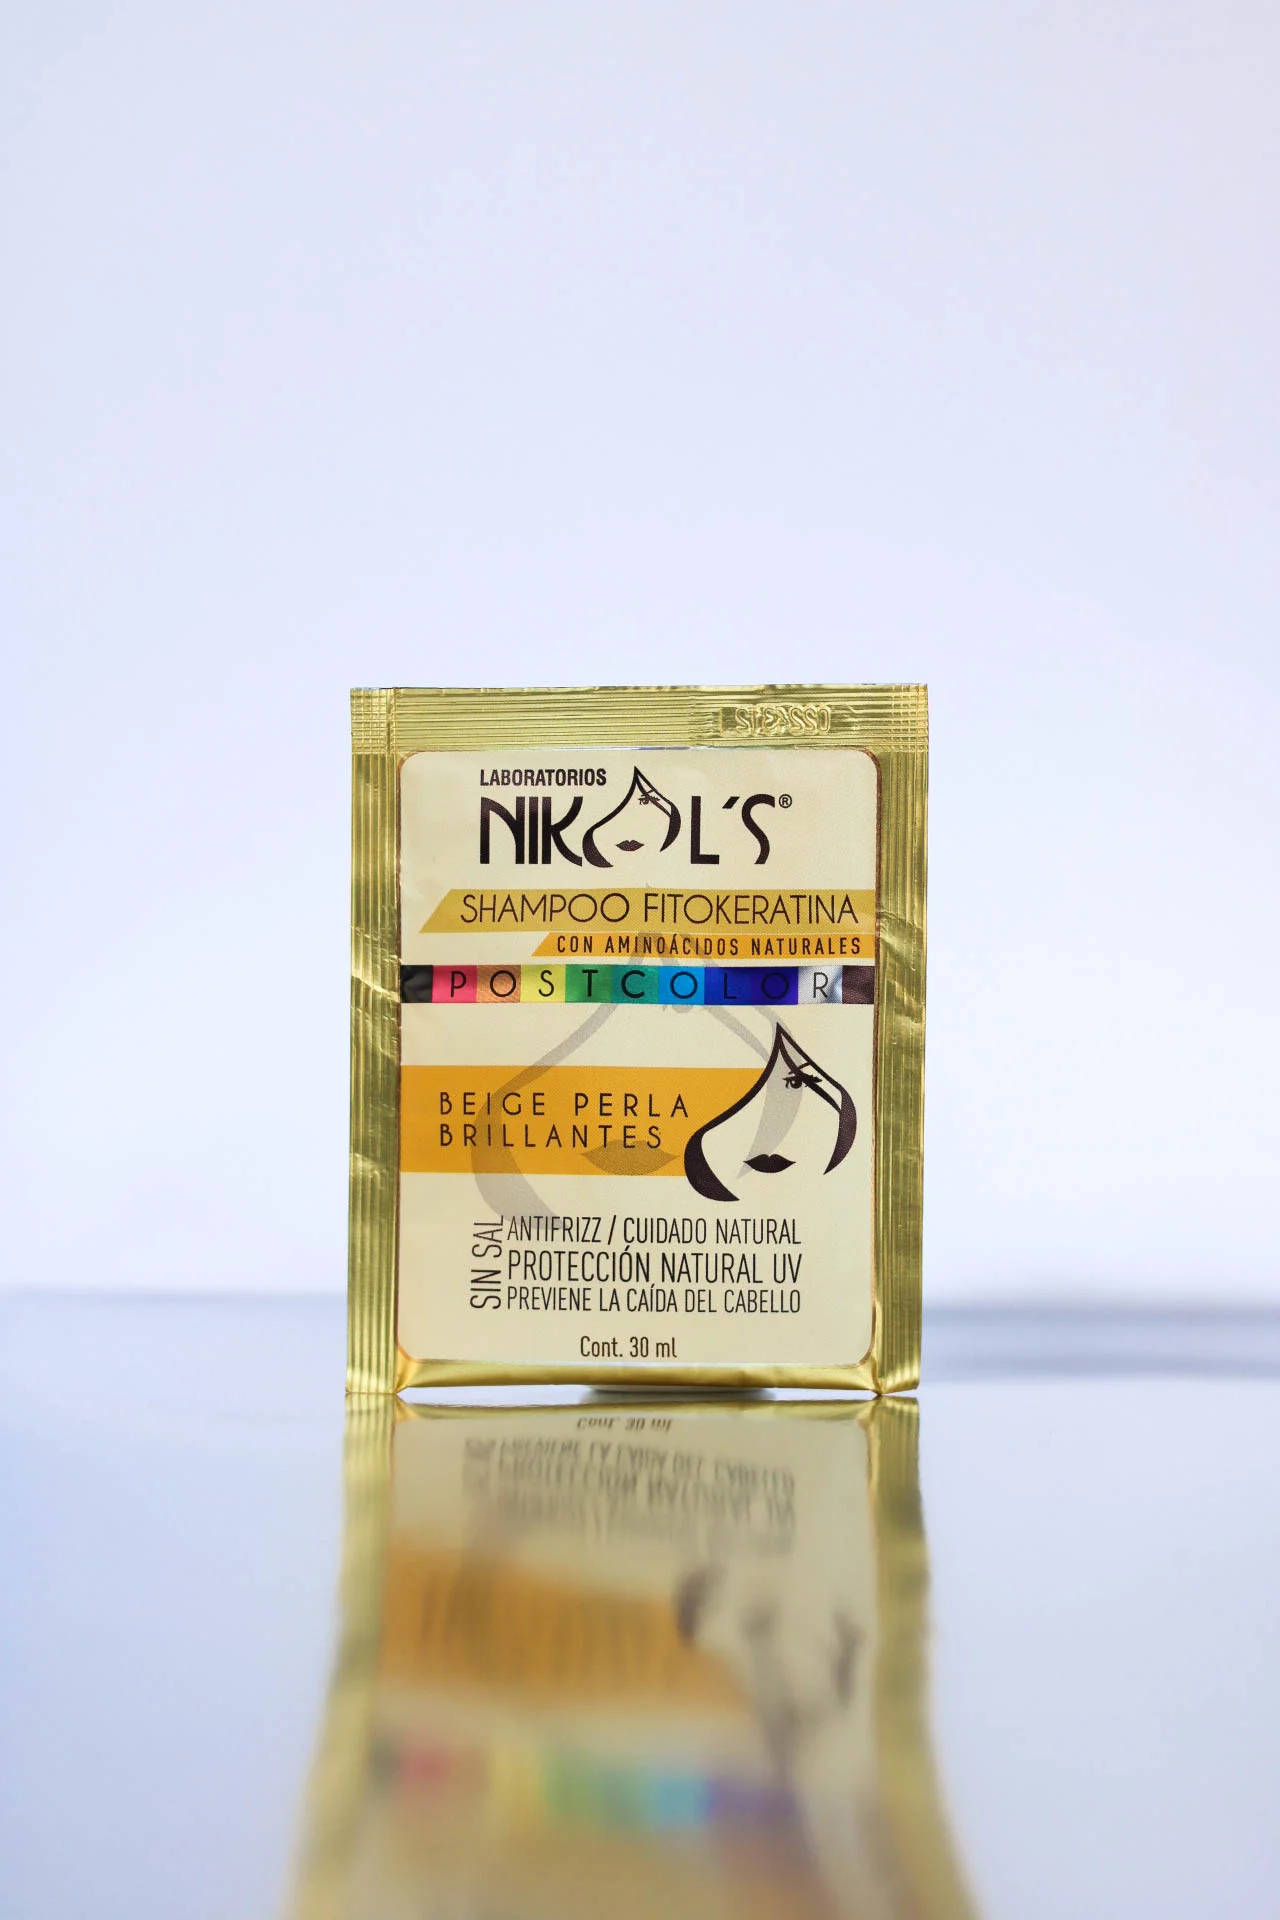 LABORATORIOS
NIKOL´S®
SHAMPOO FITOKERATINA
CON AMINOÁCIDOS NATURALES
POSTCOLOR
BEIGE PERLA
BRILLANTES
SIN SAL
ANTIFRIZZ / CUIDADO NATURAL
PROTECCIÓN NATURAL UV
PREVIENE LA CAÍDA DEL CABELLO
Cont. 30 ml